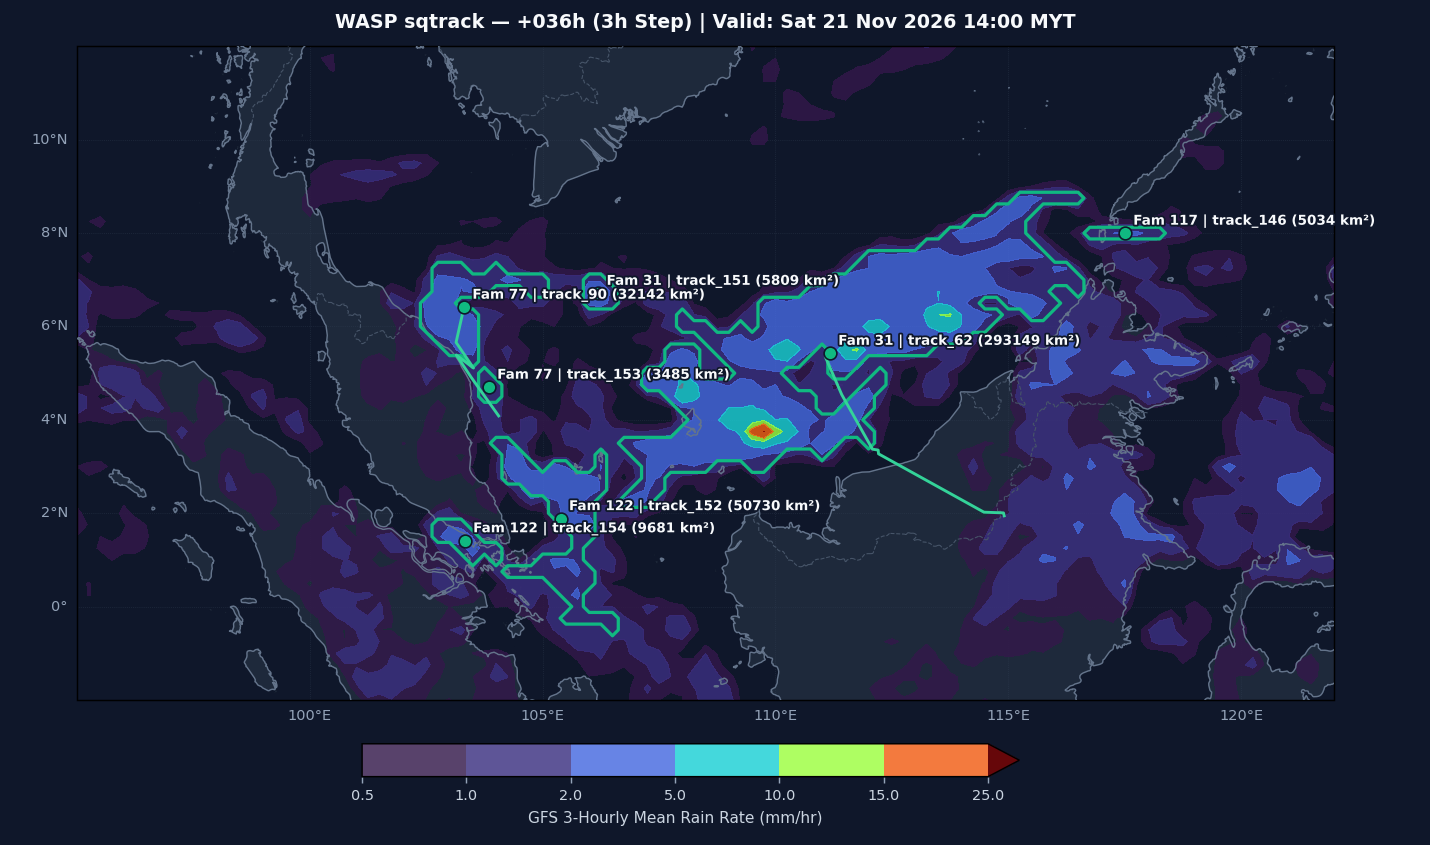 WASP sqtrack — +036h (3h Step) | Valid: Sat 21 Nov 2026 14:00 MYT
10°N
8°N
6°N
4°N
2°N
0°
Fam 117 | track_146 (5034 km²)
Fam 31 | track_151 (5809 km²)
Fam 77 | track_90 (32142 km²)
Fam 31 | track_62 (293149 km²)
Fam 77 | track_153 (3485 km²)
Fam 122 | track_152 (50730 km²)
Fam 122 | track_154 (9681 km²)
100°E 105°E 110°E 115°E 120°E
0.5 1.0 2.0 5.0 10.0 15.0 25.0
GFS 3-Hourly Mean Rain Rate (mm/hr)